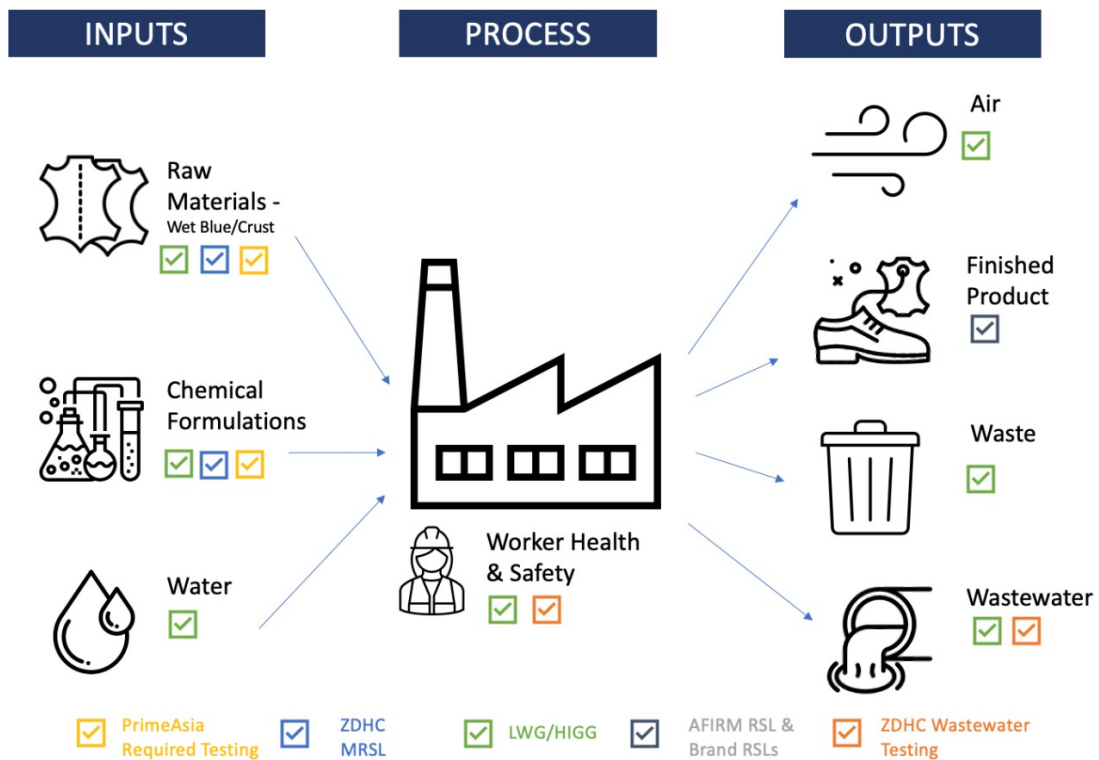 INPUTS
PROCESS
OUTPUTS
Raw
Materials -
Wet Blue/Crust
Chemical
Formulations
Water
Worker Health
& Safety
Air
Finished
Product
Waste
Wastewater
PrimeAsia
Required Testing
ZDHC
MRSL
LWG/HIGG
AFIRM RSL &
Brand RSLs
ZDHC Wastewater
Testing